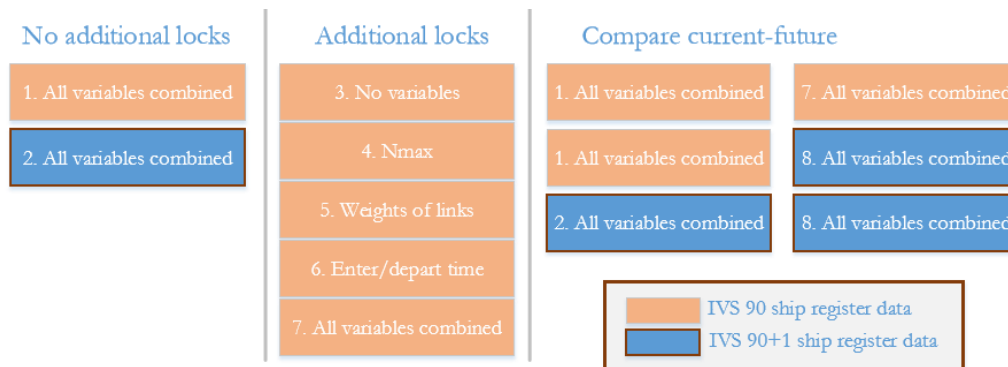 No additional locks
1. All variables combined
2. All variables combined
Additional locks
3. No variables
4. Nmax
5. Weights of links
6. Enter/depart time
7. All variables combined
Compare current-future
1. All variables combined
7. All variables combined
1. All variables combined
8. All variables combined
2. All variables combined
8. All variables combined
IVS 90 ship register data
IVS 90+1 ship register data